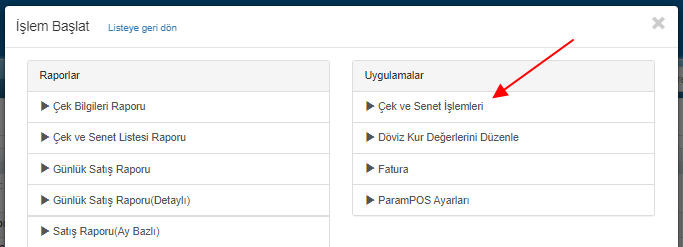 İşlem Başlat Listeye geri dön ×
Raporlar
Çek Bilgileri Raporu
Çek ve Senet Listesi Raporu
Günlük Satış Raporu
Günlük Satış Raporu(Detaylı)
Satış Raporu(Ay Bazlı)
Uygulamalar
Çek ve Senet İşlemleri
Döviz Kur Değerlerini Düzenle
Fatura
ParamPOS Ayarları